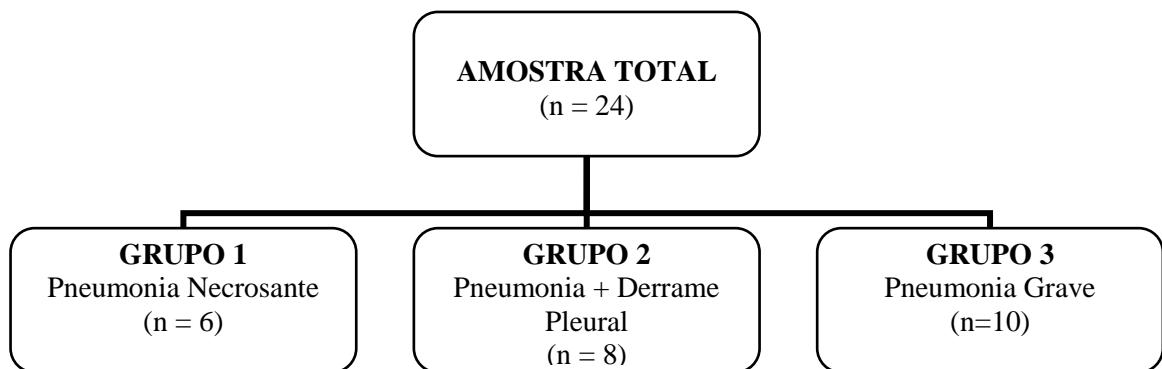 AMOSTRA TOTAL
(n = 24)
GRUPO 1
Pneumonia Necrosante
(n = 6)
GRUPO 2
Pneumonia + Derrame
Pleural
(n = 8)
GRUPO 3
Pneumonia Grave
(n=10)